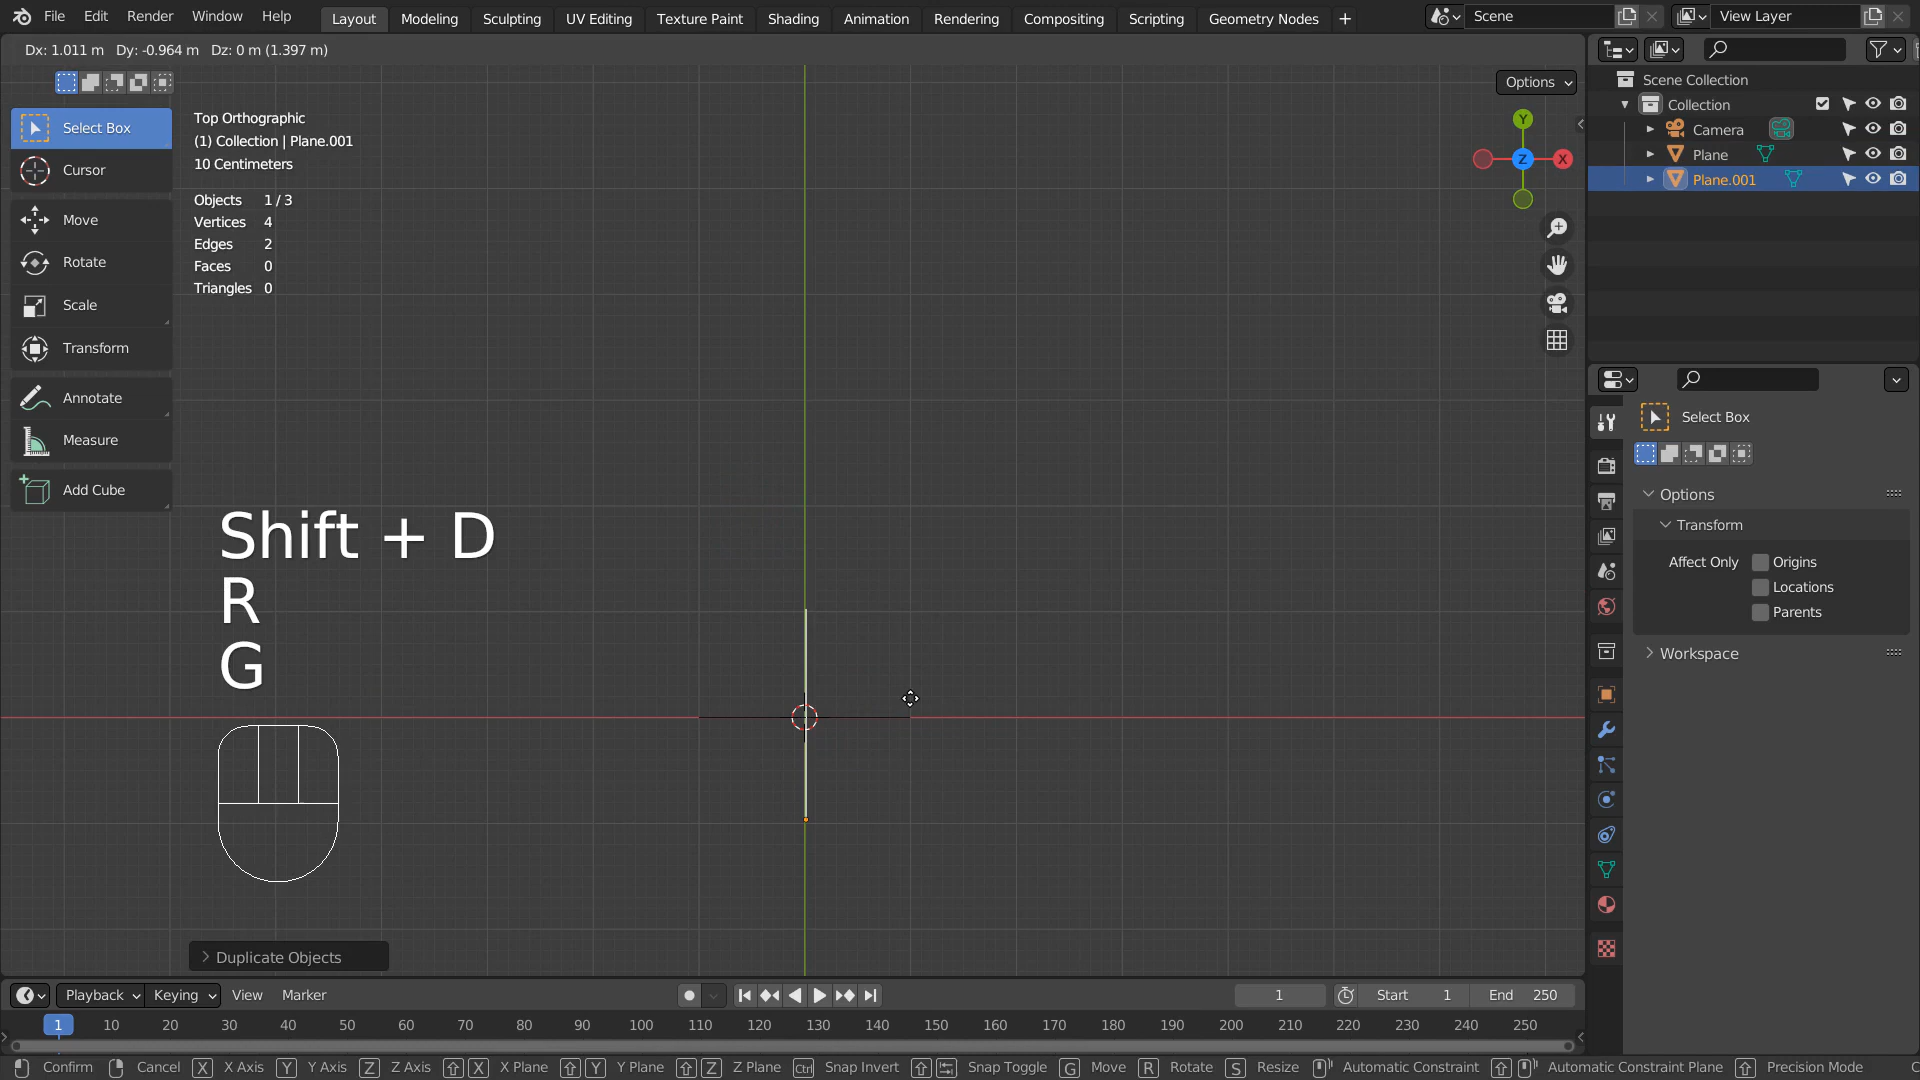 File Edit Render Window Help Layout Modeling Sculpting UV Editing Texture Paint Shading Animation Rendering Compositing Scripting Geometry Nodes + Scene View Layer
Dx: 1.011 m Dy: -0.964 m Dz: 0 m (1.397 m)
Options
Select Box
Cursor
Move
Rotate
Scale
Transform
Annotate
Measure
Add Cube
Top Orthographic
(1) Collection | Plane.001
10 Centimeters
Objects 1 / 3
Vertices 4
Edges 2
Faces 0
Triangles 0
Y
Z X
Shift + D
R
G
Duplicate Objects
Scene Collection
Collection
Camera
Plane
Plane.001
Select Box
Options
Transform
Affect Only Origins
Locations
Parents
Workspace
Playback Keying View Marker 1 Start 1 End 250
1 10 20 30 40 50 60 70 80 90 100 110 120 130 140 150 160 170 180 190 200 210 220 230 240 250
Confirm Cancel X X Axis Y Y Axis Z Z Axis X X Plane Y Y Plane Z Z Plane Ctrl Snap Invert Snap Toggle G Move R Rotate S Resize Automatic Constraint Automatic Constraint Plane Precision Mode